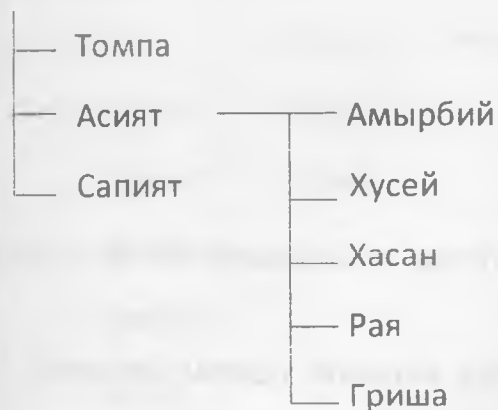 Томпа
Асият Амырбий
Сапият Хусей
Хасан
Рая
Гриша